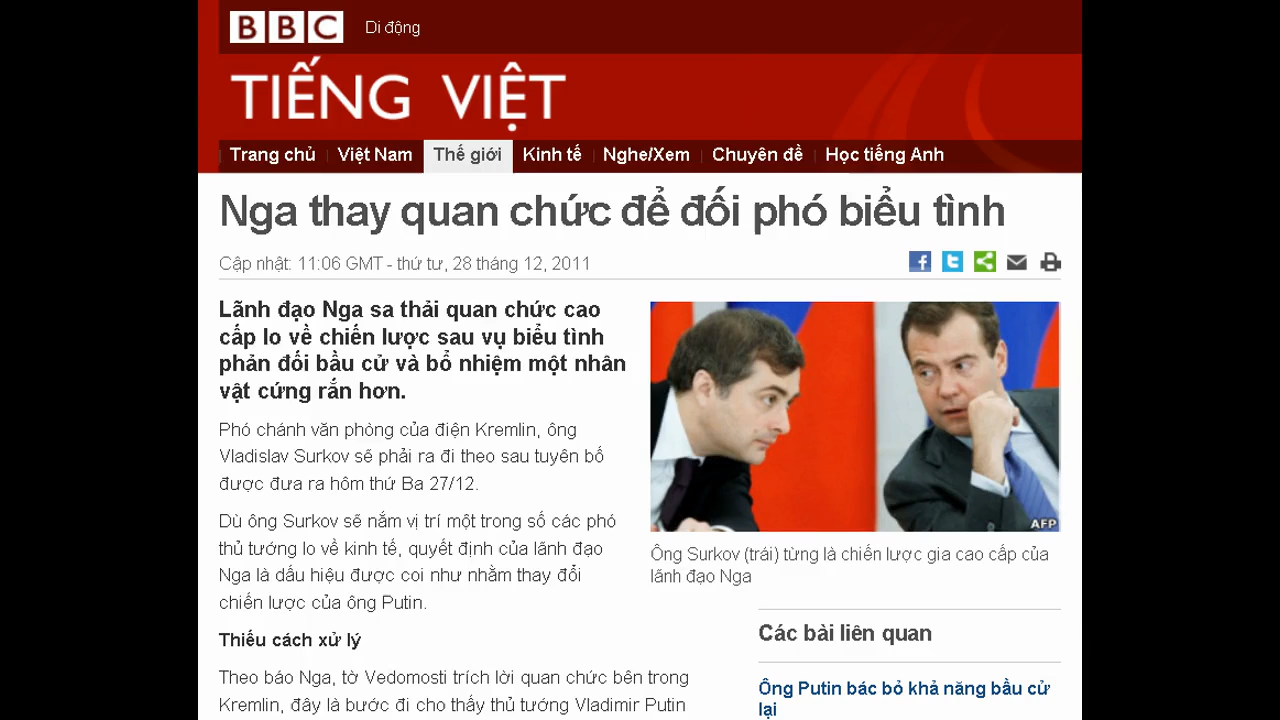 BBC Di động
TIẾNG VIỆT
Trang chủ Việt Nam Thế giới Kinh tế Nghe/Xem Chuyên đề Học tiếng Anh
Nga thay quan chức để đối phó biểu tình
Cập nhật: 11:06 GMT - thứ tư, 28 tháng 12, 2011
Lãnh đạo Nga sa thải quan chức cao
cấp lo về chiến lược sau vụ biểu tình
phản đối bầu cử và bổ nhiệm một nhân
vật cứng rắn hơn.
Phó chánh văn phòng của điện Kremlin, ông
Vladislav Surkov sẽ phải ra đi theo sau tuyên bố
được đưa ra hôm thứ Ba 27/12.
Dù ông Surkov sẽ nắm vị trí một trong số các phó
thủ tướng lo về kinh tế, quyết định của lãnh đạo
Nga là dấu hiệu được coi như nhằm thay đổi
chiến lược của ông Putin.
Thiếu cách xử lý
Theo báo Nga, tờ Vedomosti trích lời quan chức bên trong
Kremlin, đây là bước đi cho thấy thủ tướng Vladimir Putin
AFP
Ông Surkov (trái) từng là chiến lược gia cao cấp của
lãnh đạo Nga
Các bài liên quan
Ông Putin bác bỏ khả năng bầu cử
lại